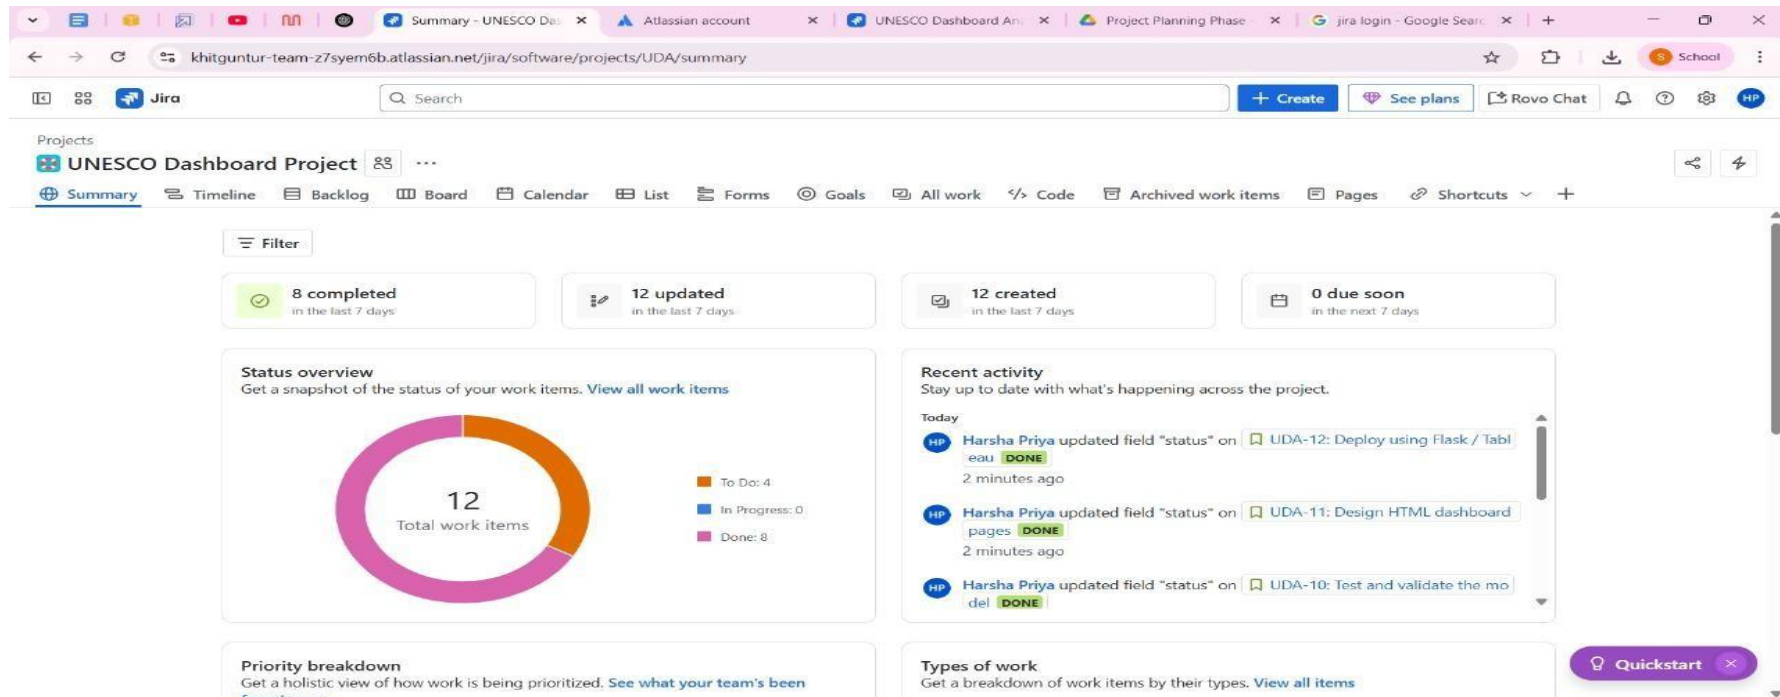 Summary - UNESCO Das
Atlassian account
UNESCO Dashboard An
Project Planning Phase
jira login - Google Searc
khitguntur-team-z7syem6b.atlassian.net/jira/software/projects/UDA/summary
S School
Jira
Search
+ Create
See plans
Rovo Chat
HP
Projects
UNESCO Dashboard Project
Summary
Timeline
Backlog
Board
Calendar
List
Forms
Goals
All work
Code
Archived work items
Pages
Shortcuts
Filter
8 completed
in the last 7 days
12 updated
in the last 7 days
12 created
in the last 7 days
0 due soon
in the next 7 days
Status overview
Get a snapshot of the status of your work items. View all work items
12
Total work items
To Do: 4
In Progress: 0
Done: 8
Recent activity
Stay up to date with what's happening across the project.
Today
HP
Harsha Priya updated field "status" on UDA-12: Deploy using Flask / Tabl
eau DONE
2 minutes ago
HP
Harsha Priya updated field "status" on UDA-11: Design HTML dashboard
pages DONE
2 minutes ago
HP
Harsha Priya updated field "status" on UDA-10: Test and validate the mo
del DONE
Priority breakdown
Get a holistic view of how work is being prioritized. See what your team's been
Types of work
Get a breakdown of work items by their types. View all items
Quickstart